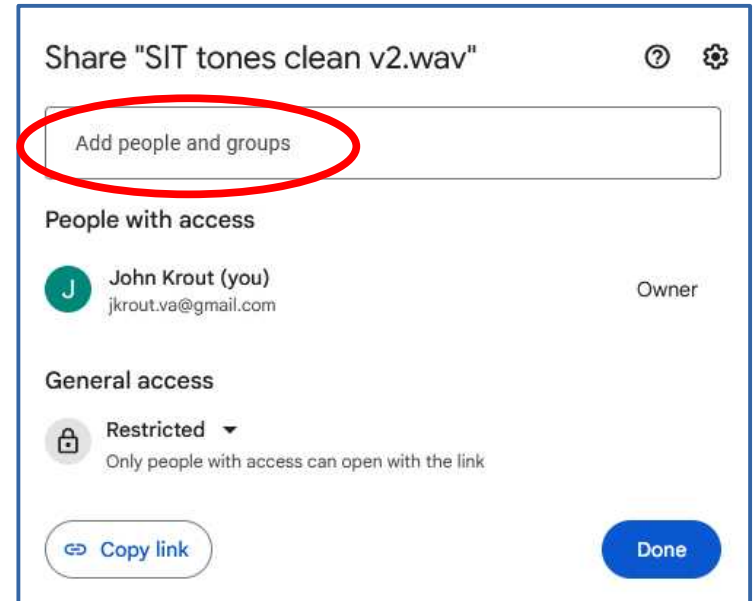 Share "SIT tones clean v2.wav"
Add people and groups
People with access
J
John Krout (you)
jkrout.va@gmail.com
Owner
General access
Restricted
Only people with access can open with the link
Copy link
Done